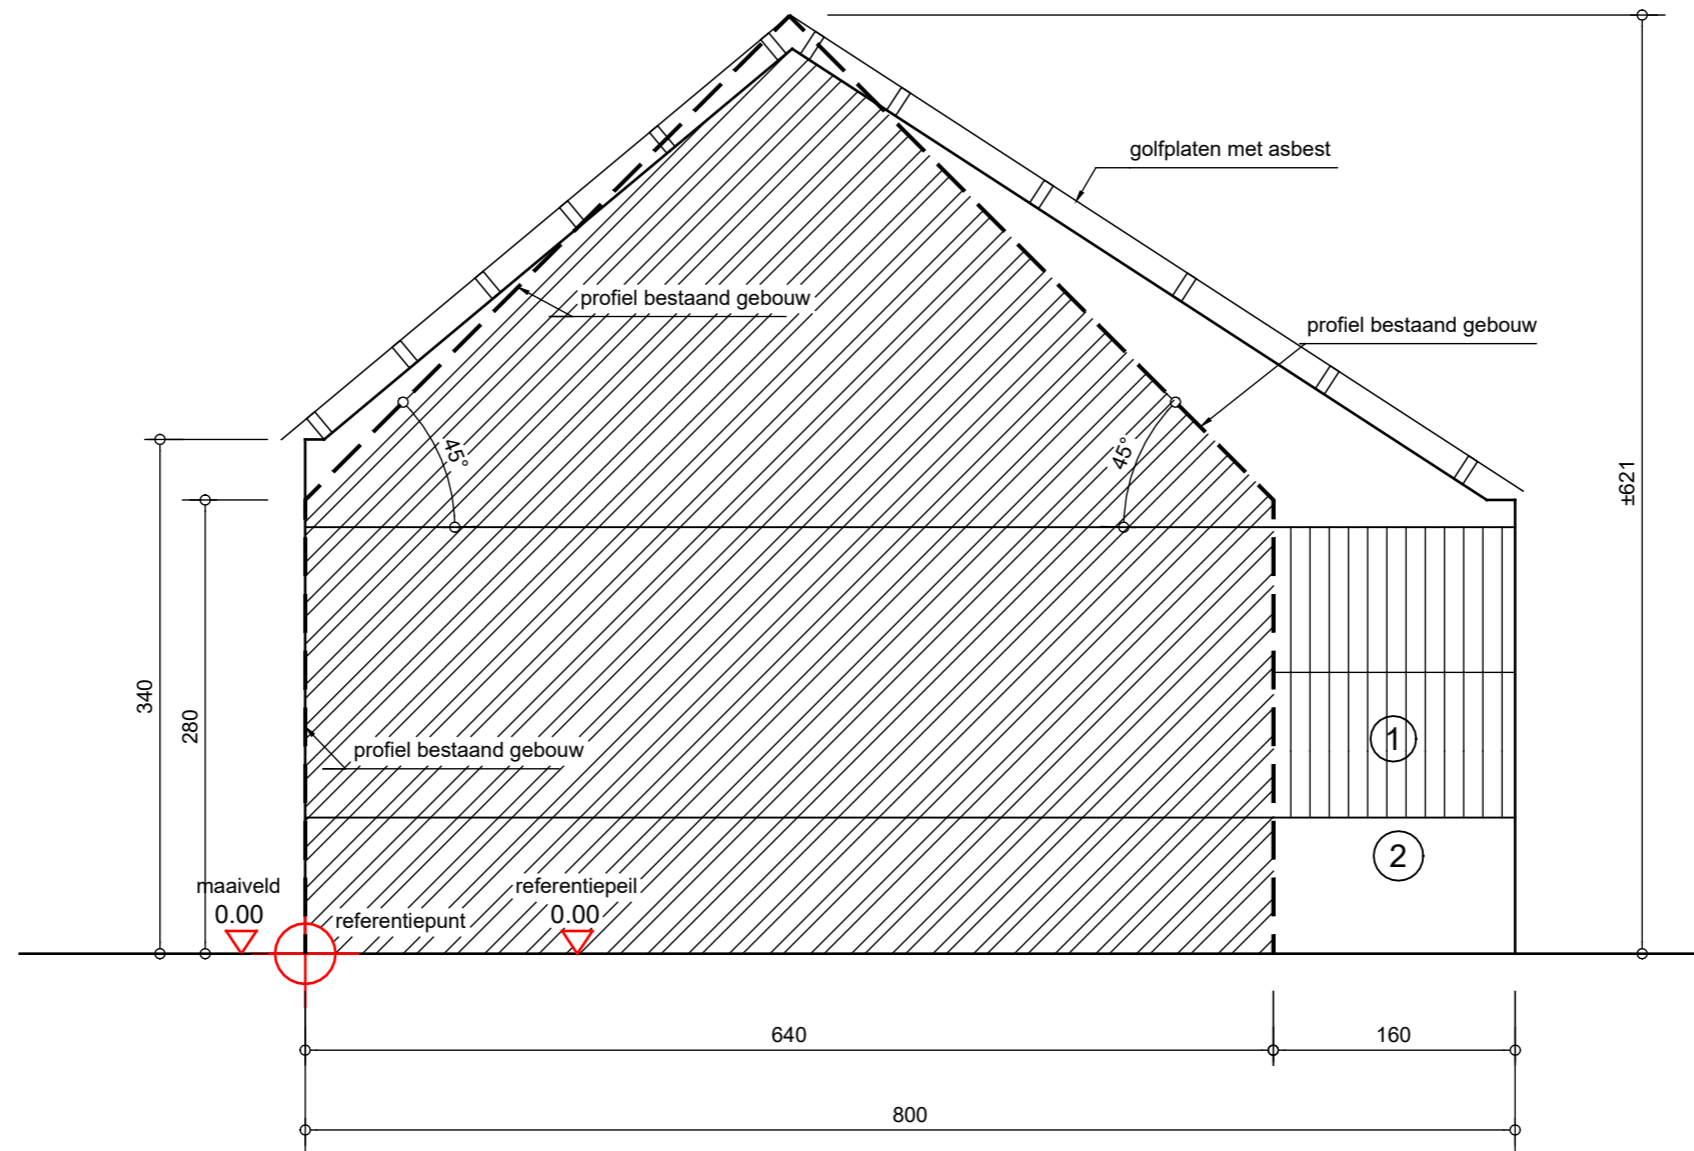 golfplaten met asbest
profiel bestaand gebouw
profiel bestaand gebouw
45°
45°
±621
340
280
profiel bestaand gebouw
1
2
maaiveld
0.00
referentiepunt
referentiepeil
0.00
640
160
800